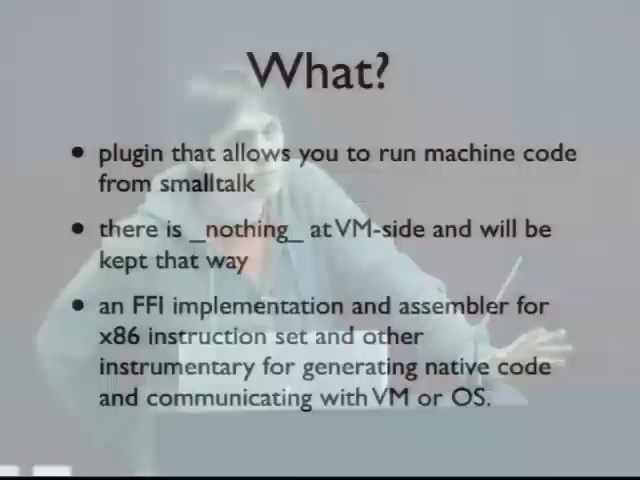 What?
• plugin that allows you to run machine code
from smalltalk
• there is _nothing_ at VM-side and will be
kept that way
• an FFI implementation and assembler for
x86 instruction set and other
instrumentary for generating native code
and communicating with VM or OS.